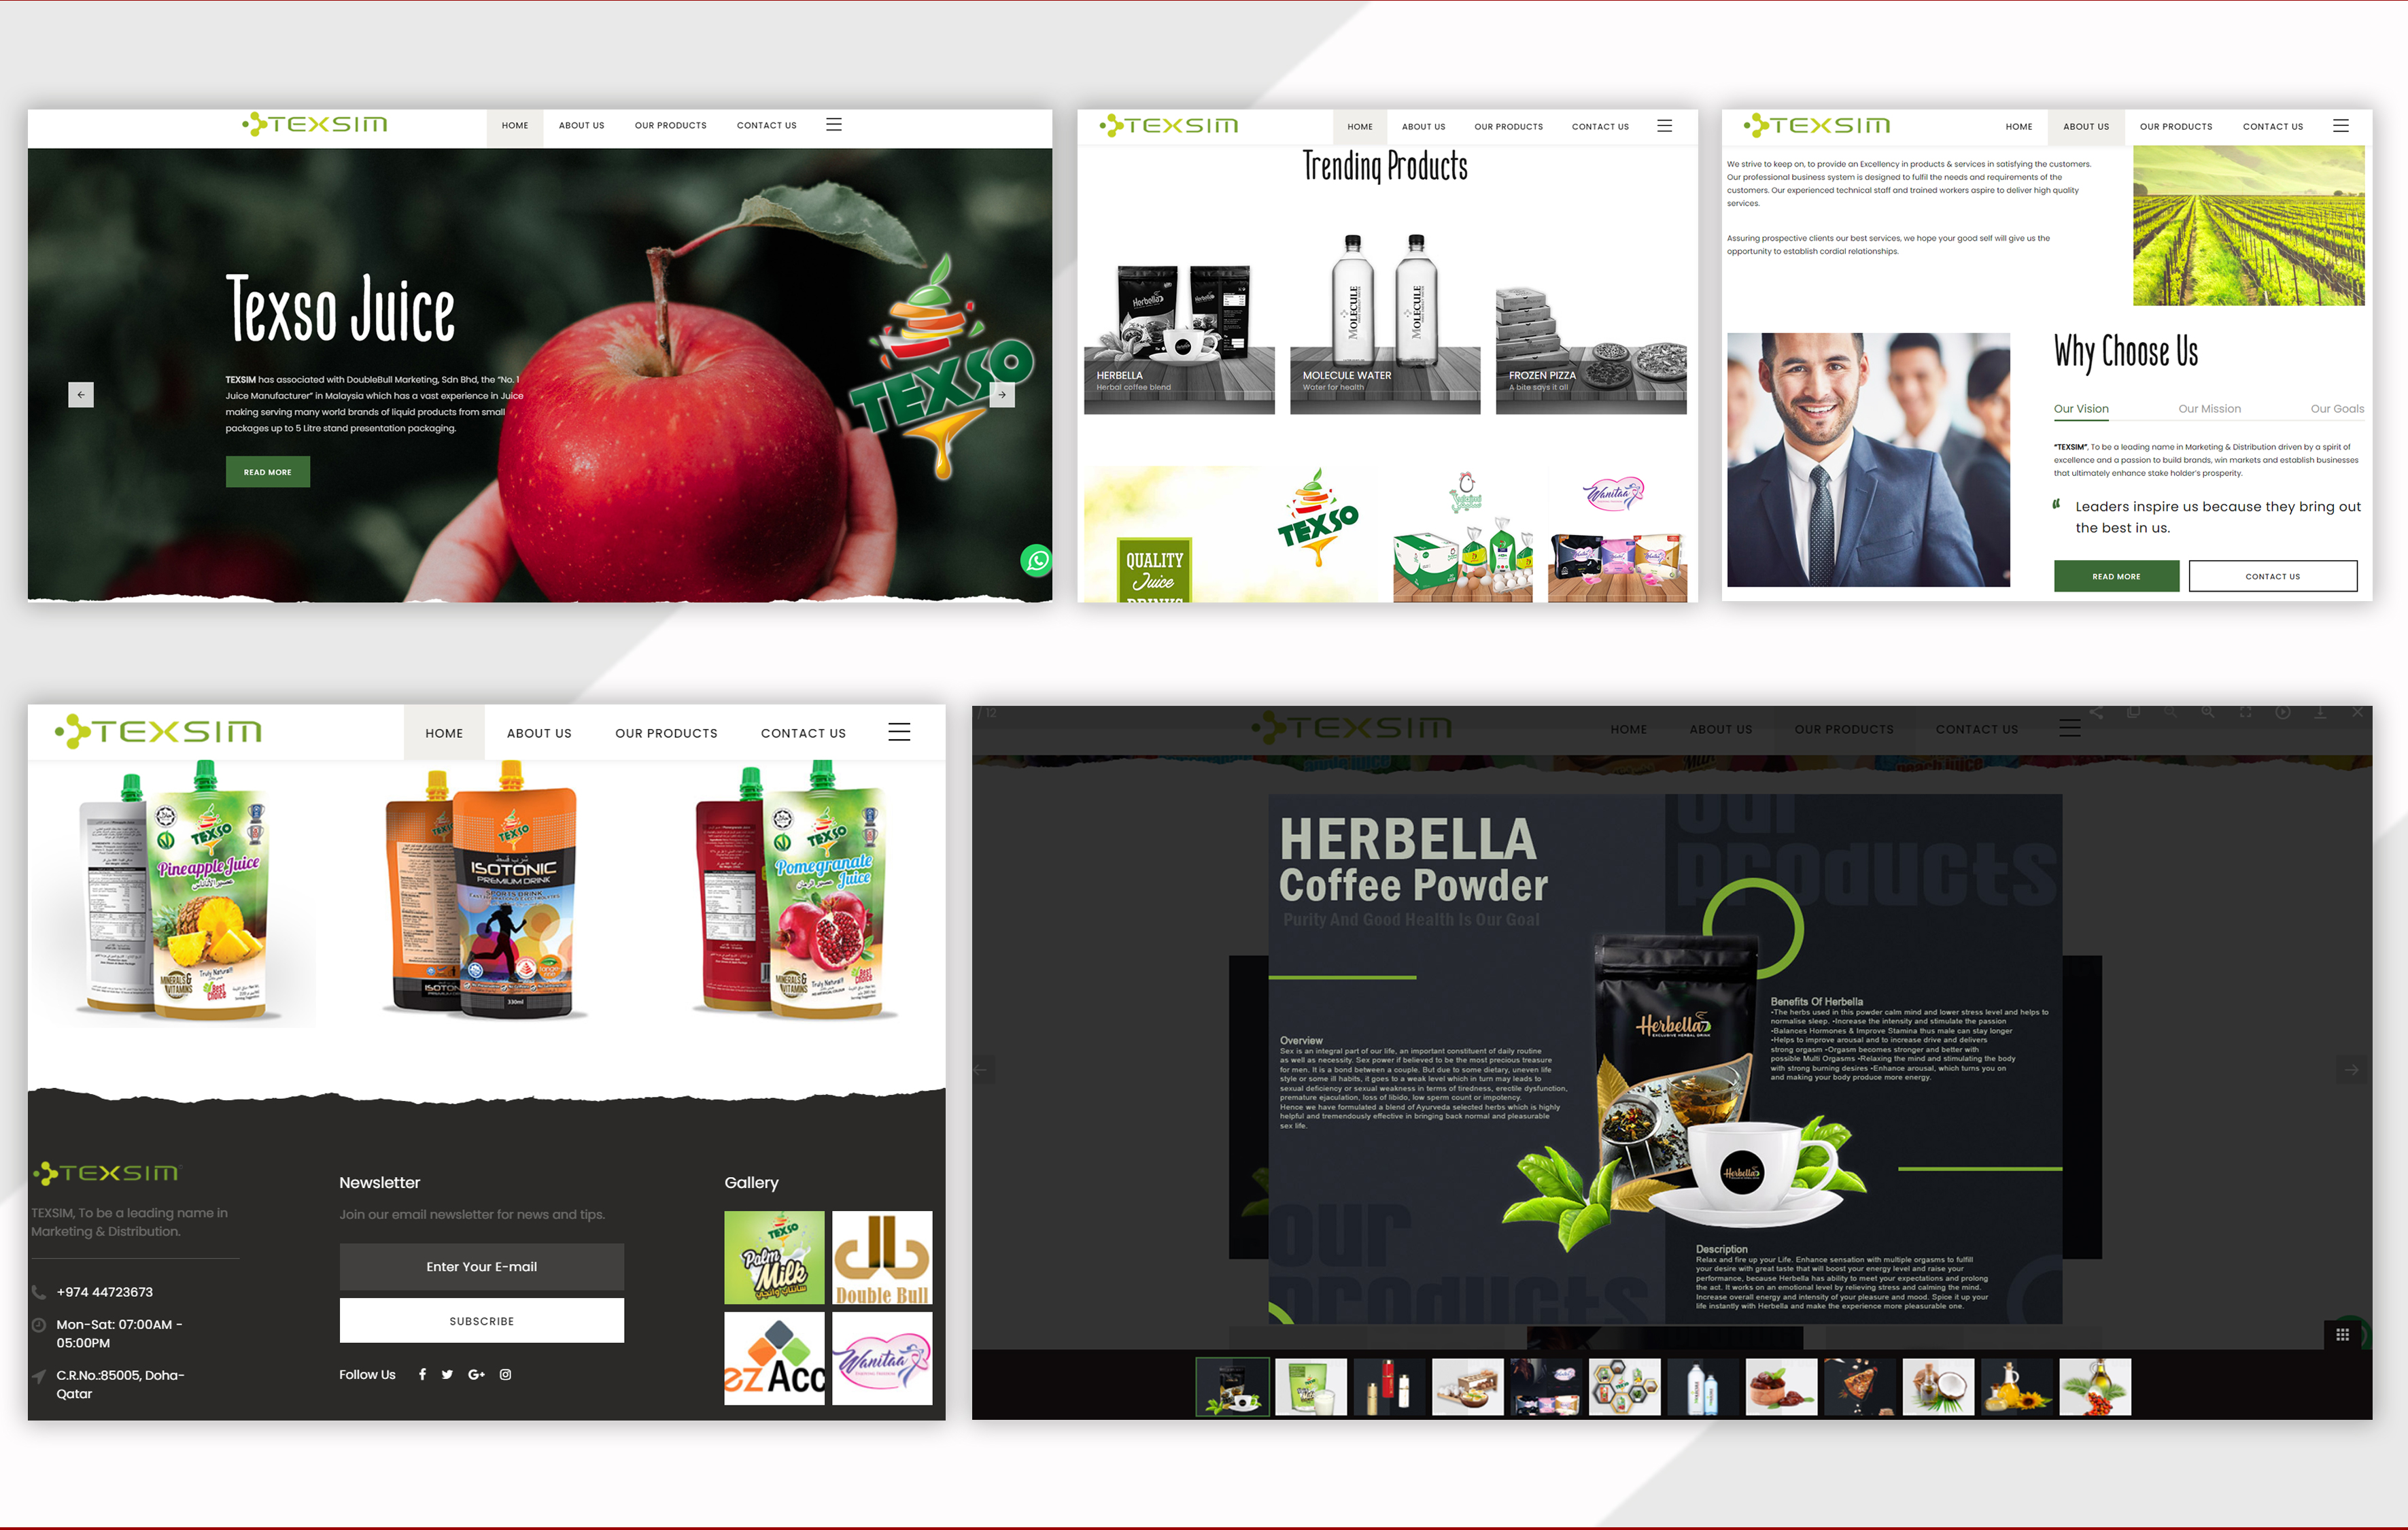 TEXSIM
HOME
ABOUT US
OUR PRODUCTS
CONTACT US
Texso Juice
TEXSIM has associated with DoubleBull Marketing, Sdn Bhd, the "No. 1
Juice Manufacturer" in Malaysia which has a vast experience in Juice
making serving many world brands of liquid products from small
packages up to 5 Litre stand presentation packaging.
READ MORE
TEXSO
TEXSIM
HOME
ABOUT US
OUR PRODUCTS
CONTACT US
Trending Products
Herbella
Herbella
MOLECULE
MOLECULE
HERBELLA
Herbal coffee blend
MOLECULE WATER
Water for health
FROZEN PIZZA
A bite says it all
QUALITY
Juice
DRINKS
TEXSO
Wanitaa
TEXSIM
HOME
ABOUT US
OUR PRODUCTS
CONTACT US
We strive to keep on, to provide an Excellency in products & services in satisfying the customers.
Our professional business system is designed to fulfil the needs and requirements of the
customers. Our experienced technical staff and trained workers aspire to deliver high quality
services.
Assuring prospective clients our best services, we hope your good self will give us the
opportunity to establish cordial relationships.
Why Choose Us
Our Vision
Our Mission
Our Goals
"TEXSIM", To be a leading name in Marketing & Distribution driven by a spirit of
excellence and a passion to build brands, win markets and establish businesses
that ultimately enhance stake holder's prosperity.
Leaders inspire us because they bring out
the best in us.
READ MORE
CONTACT US
TEXSIM
HOME
ABOUT US
OUR PRODUCTS
CONTACT US
TEXSO
Pineapple Juice
عصير الأناناس
MINERALS &
VITAMINS
Truly Natural!
Best
Choice
TEXSO
ISOTONIC
PREMIUM DRINK
SPORTS DRINK
330ml
TEXSO
Pomegranate
Juice
عصير الرمان
MINERALS &
VITAMINS
Truly Natural!
Best
Choice
TEXSIM
TEXSIM, To be a leading name in
Marketing & Distribution.
+974 44723673
Mon-Sat: 07:00AM -
05:00PM
C.R.No.:85005, Doha-
Qatar
Newsletter
Join our email newsletter for news and tips.
Enter Your E-mail
SUBSCRIBE
Follow Us
Gallery
TEXSO
Palm
Milk
Double Bull
ezAcc
Wanitaa
/ 12
TEXSIM
HOME
ABOUT US
OUR PRODUCTS
CONTACT US
HERBELLA
Coffee Powder
Purity And Good Health Is Our Goal
our
products
Overview
Sex is an integral part of our life, an important constituent of daily routine
as well as necessity. Sex power if believed to be the most precious treasure
for men. It is a bond between a couple. But due to some dietary, uneven life
style or some ill habits, it goes to a weak level which in turn may leads to
sexual deficiency or sexual weakness in terms of tiredness, erectile dysfunction,
premature ejaculation, loss of libido, low sperm count or impotency.
Hence we have formulated a blend of Ayurveda selected herbs which is highly
helpful and tremendously effective in bringing back normal and pleasurable
sex life.
Herbella
EXCLUSIVE HERBAL DRINK
Herbella
Benefits Of Herbella
•The herbs used in this powder calm mind and lower stress level and helps to
normalise sleep. •Increase the intensity and stimulate the passion
•Balances Hormones & Improve Stamina thus male can stay longer
•Helps to improve arousal and to increase drive and delivers
strong orgasm •Orgasm becomes stronger and better with
possible Multi Orgasms •Relaxing the mind and stimulating the body
with strong burning desires •Enhance arousal, which turns you on
and making your body produce more energy.
our
products
Description
Relax and fire up your Life. Enhance sensation with multiple orgasms to fulfill
your desire with great taste that will boost your energy level and raise your
performance, because Herbella has ability to meet your expectations and prolong
the act. It works on an emotional level by relieving stress and calming the mind.
Increase overall energy and intensity of your pleasure and mood. Spice it up your
life instantly with Herbella and make the experience more pleasurable one.